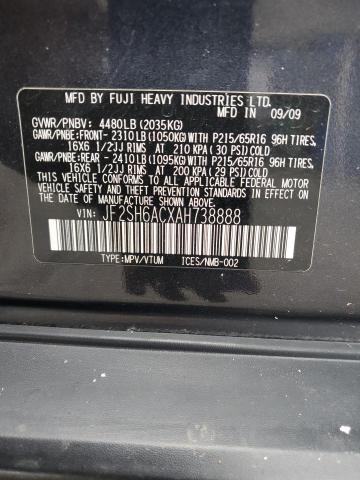 MFD BY FUJI HEAVY INDUSTRIES LTD.
MFD IN 09/09
GVWR/PNBV: 4480LB(2035KG)
GAWR/PNBE:FRONT- 2310LB(1050KG)WITH P215/65R16 96H TIRES,
16X6 1/2JJ RIMS AT 210 KPA (30 PSI)COLD
GAWR/PNBE:REAR - 2410LB(1095KG)WITH P215/65R16 96H TIRES,
16X6 1/2JJ RIMS AT 200 KPA(29 PSI)COLD
THIS VEHICLE CONFORMS TO ALL APPLICABLE FEDERAL
MOTOR VEHICLE SAFETY AND THEFT PREVENTION STANDARDS
IN EFFECT ON THE DATE OF MANUFACTURE SHOWN ABOVE.
VIN: JF2SH6ACXAH738888
TYPE:MPV/VTUM ICES/NMB-002